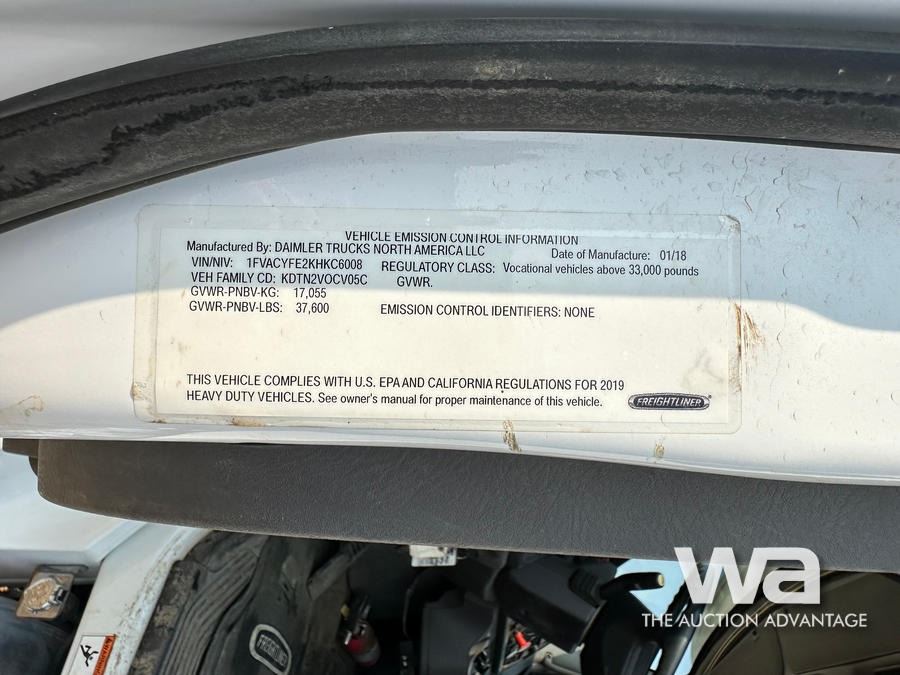 VEHICLE EMISSION CONTROL INFORMATION
Manufactured By: DAIMLER TRUCKS NORTH AMERICA LLC Date of Manufacture: 01/18
VIN/NIV: 1FVACYFE2KHKC6008 REGULATORY CLASS: Vocational vehicles above 33,000 pounds
VEH FAMILY CD: KDTN2VOCV05C GVWR.
GVWR-PNBV-KG: 17,055
GVWR-PNBV-LBS: 37,600 EMISSION CONTROL IDENTIFIERS: NONE
THIS VEHICLE COMPLIES WITH U.S. EPA AND CALIFORNIA REGULATIONS FOR 2019
HEAVY DUTY VEHICLES. See owner's manual for proper maintenance of this vehicle.
FREIGHTLINER
wa
THE AUCTION ADVANTAGE
FREIGHTLINER